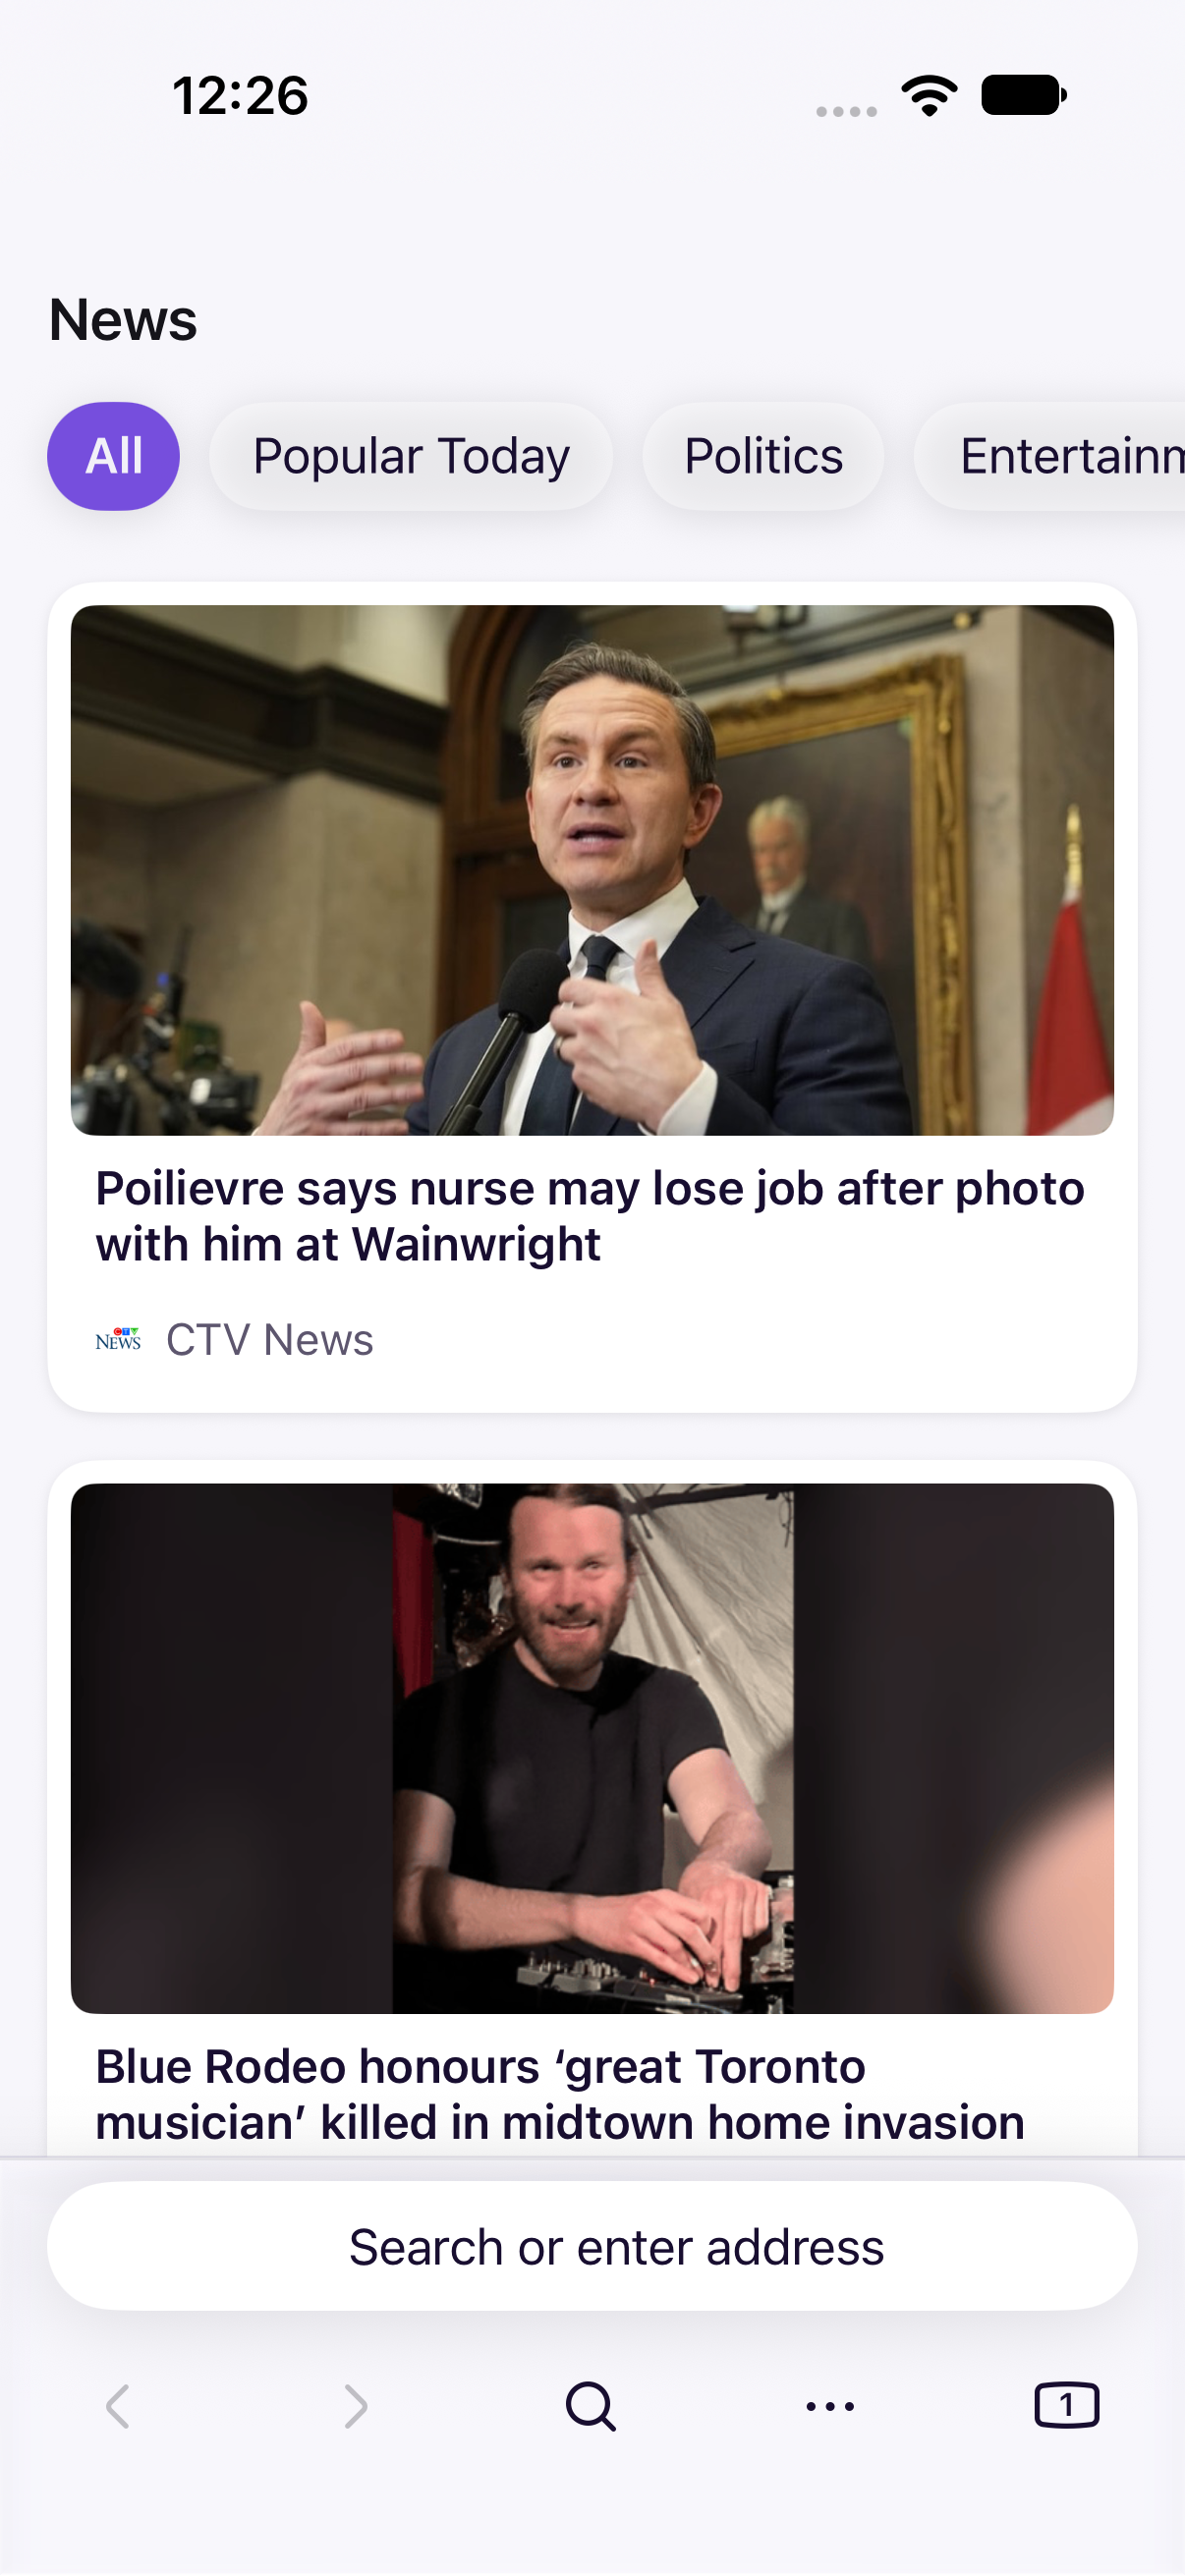 12:26
News
All
Popular Today
Politics
Entertainm
Poilievre says nurse may lose job after photo
with him at Wainwright
CTV NEWS
CTV News
Blue Rodeo honours ‘great Toronto
musician’ killed in midtown home invasion
Search or enter address
1